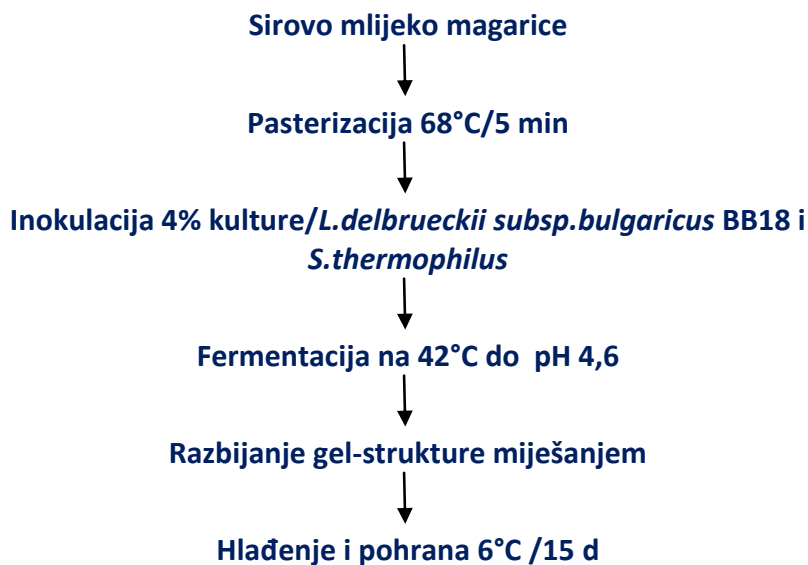 Sirovo mlijeko magarice
Pasterizacija 68°C/5 min
Inokulacija 4% kulture/L.delbrueckii subsp.bulgaricus BB18 i
S.thermophilus
Fermentacija na 42°C do  pH 4,6
Razbijanje gel-strukture miješanjem
Hlađenje i pohrana 6°C /15 d